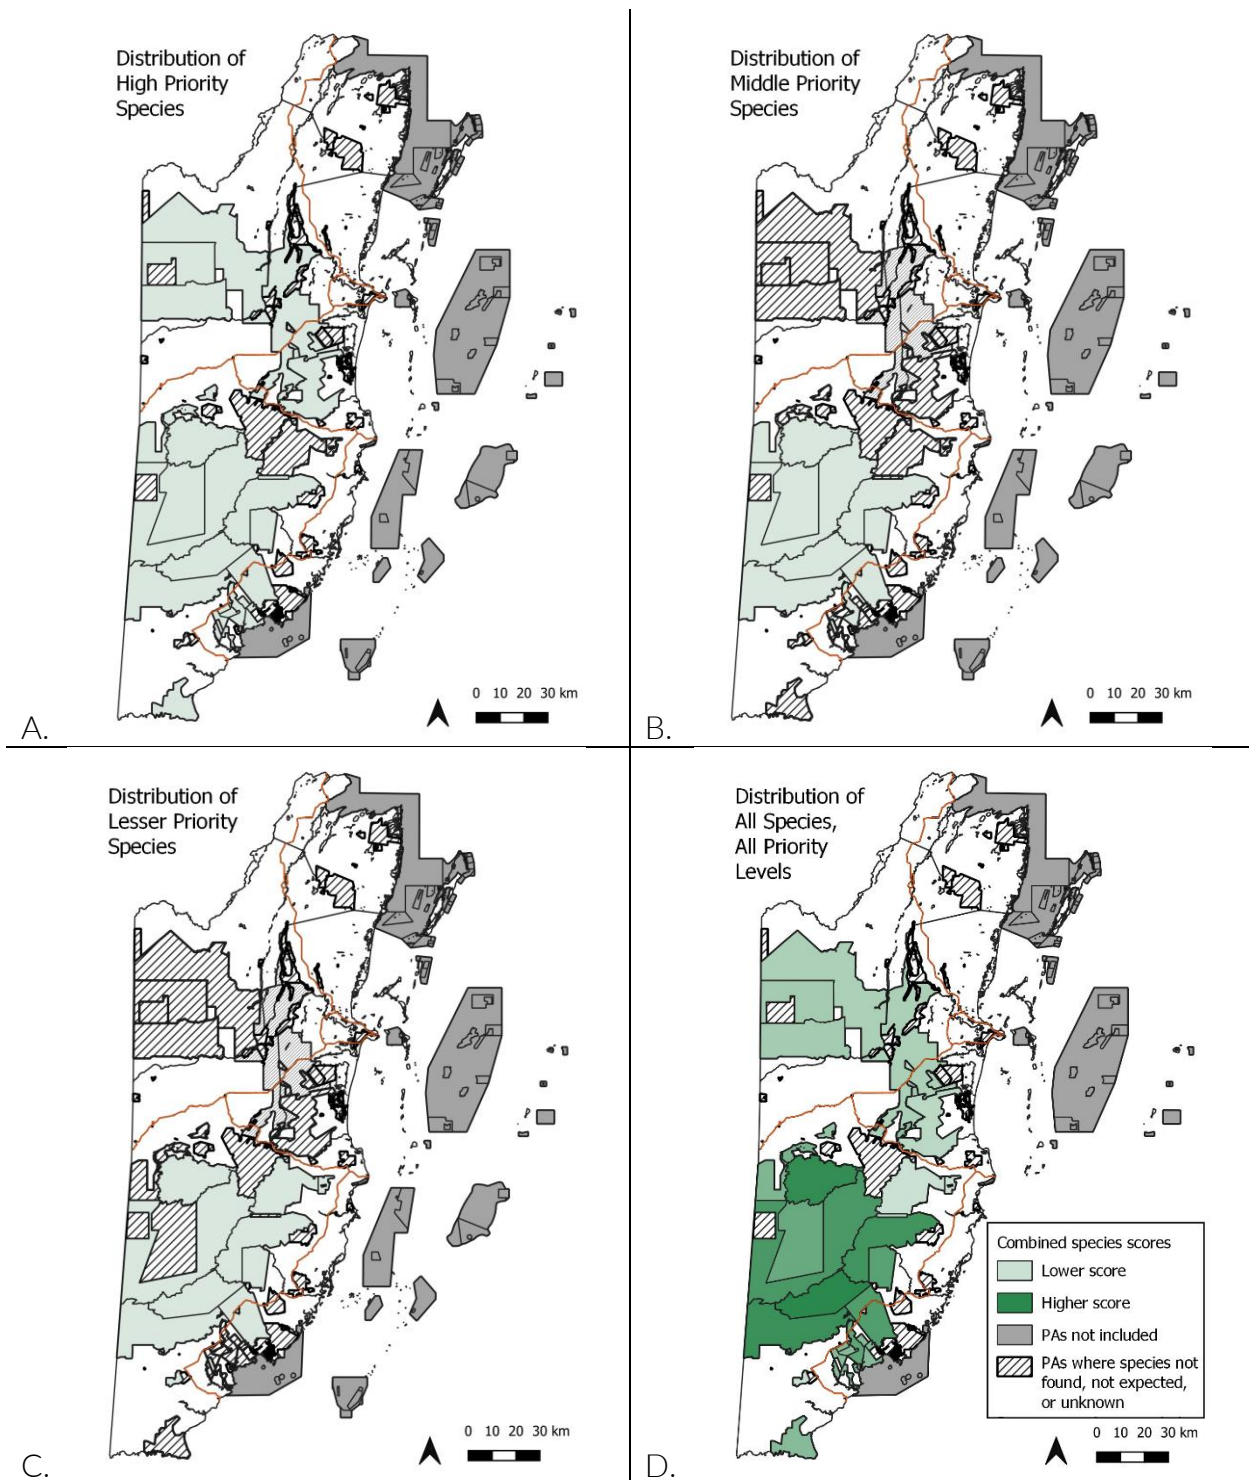 Distribution of
High Priority
Species
0 10 20 30 km
A.
Distribution of
Middle Priority
Species
0 10 20 30 km
B.
Distribution of
Lesser Priority
Species
0 10 20 30 km
C.
Distribution of
All Species,
All Priority
Levels
Combined species scores
Lower score
Higher score
PAs not included
PAs where species not
found, not expected,
or unknown
0 10 20 30 km
D.